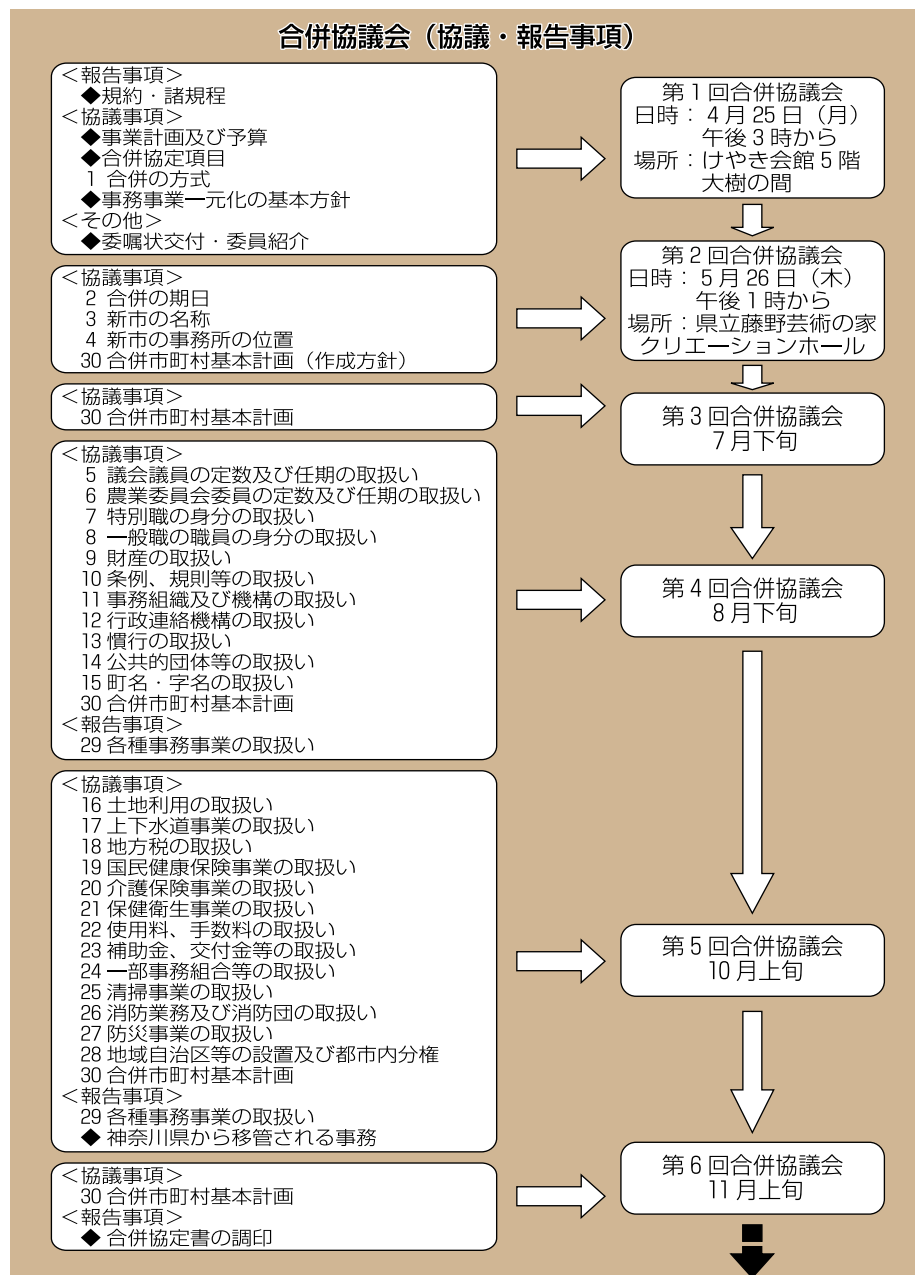 合併協議会（協議・報告事項）
＜報告事項＞
◆規約・諸規程
＜協議事項＞
◆事業計画及び予算
◆合併協定項目
1 合併の方式
◆事務事業一元化の基本方針
＜その他＞
◆委嘱状交付・委員紹介
第１回合併協議会
日時：４月25日（月）
午後３時から
場所：けやき会館５階
大樹の間
＜協議事項＞
2 合併の期日
3 新市の名称
4 新市の事務所の位置
30 合併市町村基本計画（作成方針）
第２回合併協議会
日時：５月26日（木）
午後１時から
場所：県立藤野芸術の家
クリエーションホール
＜協議事項＞
30 合併市町村基本計画
第３回合併協議会
７月下旬
＜協議事項＞
5 議会議員の定数及び任期の取扱い
6 農業委員会委員の定数及び任期の取扱い
7 特別職の身分の取扱い
8 一般職の職員の身分の取扱い
9 財産の取扱い
10 条例、規則等の取扱い
11 事務組織及び機構の取扱い
12 行政連絡機構の取扱い
13 慣行の取扱い
14 公共的団体等の取扱い
15 町名・字名の取扱い
30 合併市町村基本計画
＜報告事項＞
29 各種事務事業の取扱い
第４回合併協議会
８月下旬
＜協議事項＞
16 土地利用の取扱い
17 上下水道事業の取扱い
18 地方税の取扱い
19 国民健康保険事業の取扱い
20 介護保険事業の取扱い
21 保健衛生事業の取扱い
22 使用料、手数料の取扱い
23 補助金、交付金等の取扱い
24 一部事務組合等の取扱い
25 清掃事業の取扱い
26 消防業務及び消防団の取扱い
27 防災事業の取扱い
28 地域自治区等の設置及び都市内分権
30 合併市町村基本計画
＜報告事項＞
29 各種事務事業の取扱い
◆ 神奈川県から移管される事務
第５回合併協議会
10月上旬
＜協議事項＞
30 合併市町村基本計画
＜報告事項＞
◆ 合併協定書の調印
第６回合併協議会
11月上旬